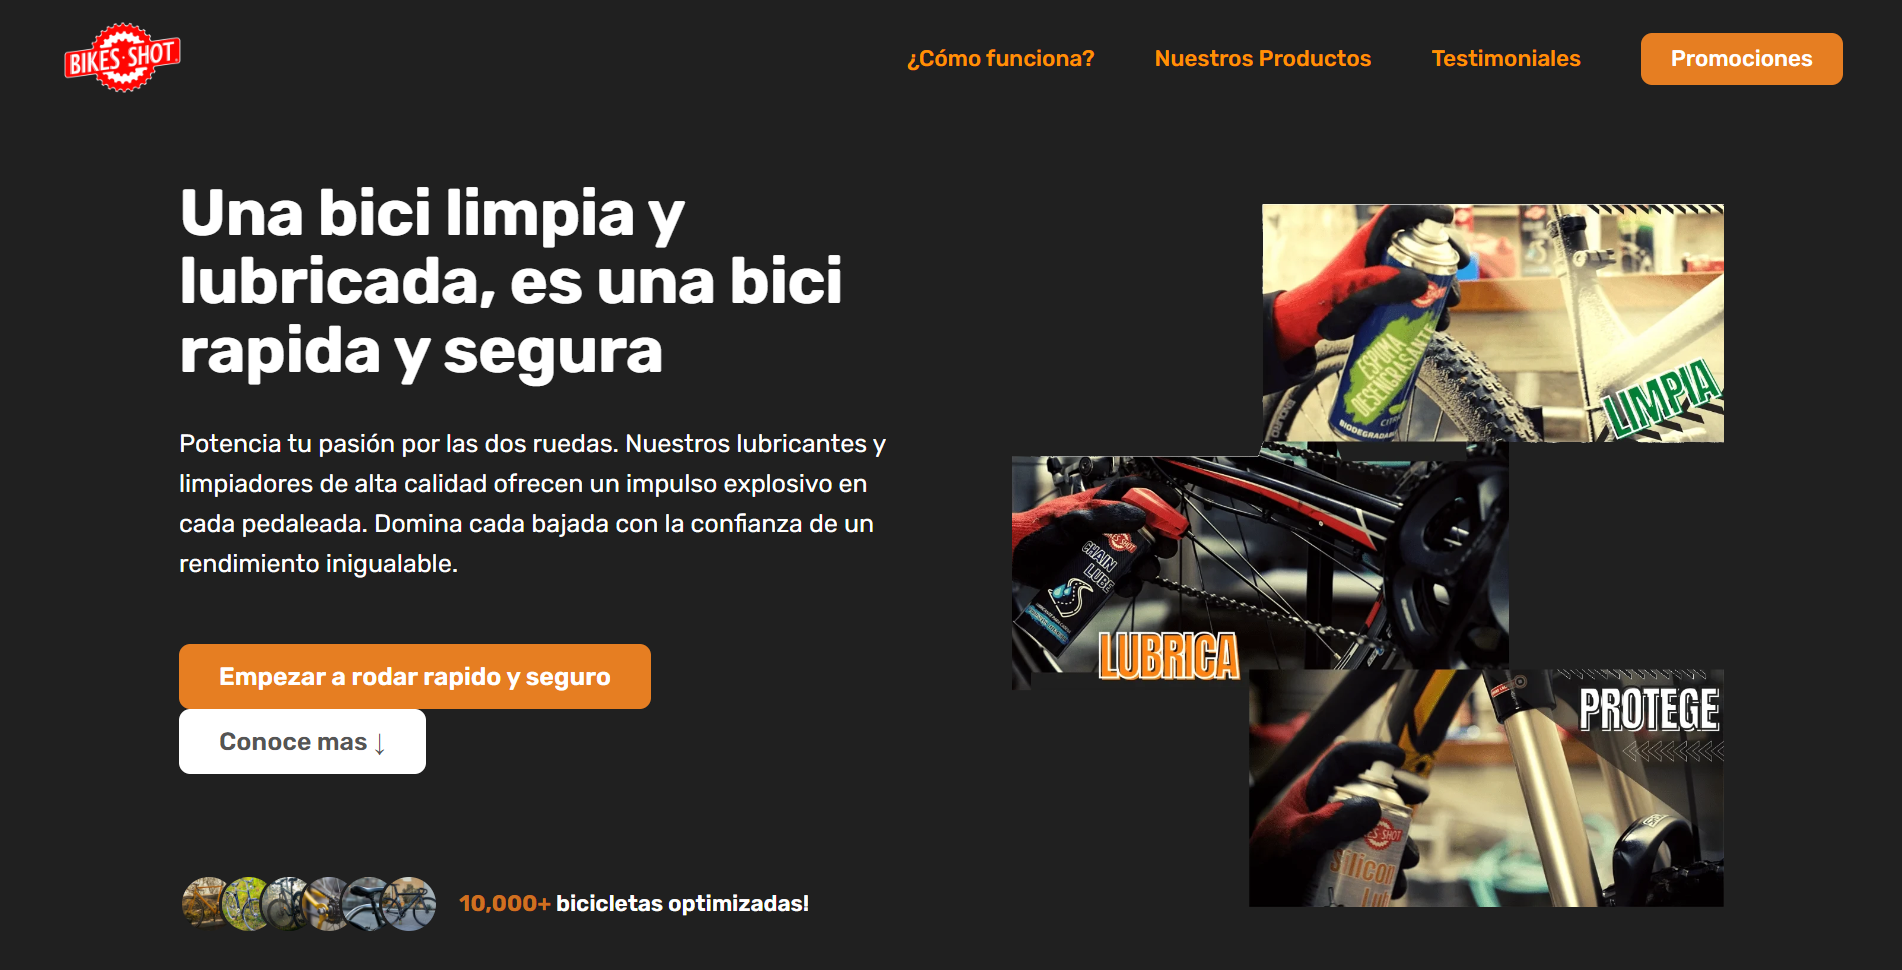 BIKES·SHOT
¿Cómo funciona?
Nuestros Productos
Testimoniales
Promociones
Una bici limpia y
lubricada, es una bici
rapida y segura
Potencia tu pasión por las dos ruedas. Nuestros lubricantes y
limpiadores de alta calidad ofrecen un impulso explosivo en
cada pedaleada. Domina cada bajada con la confianza de un
rendimiento inigualable.
Empezar a rodar rapido y seguro
Conoce mas ↓
10,000+ bicicletas optimizadas!
ESPUMA
DESENGRASANTE
LIMPIA
CHAIN
LUBE
LUBRICA
PROTEGE
silicon